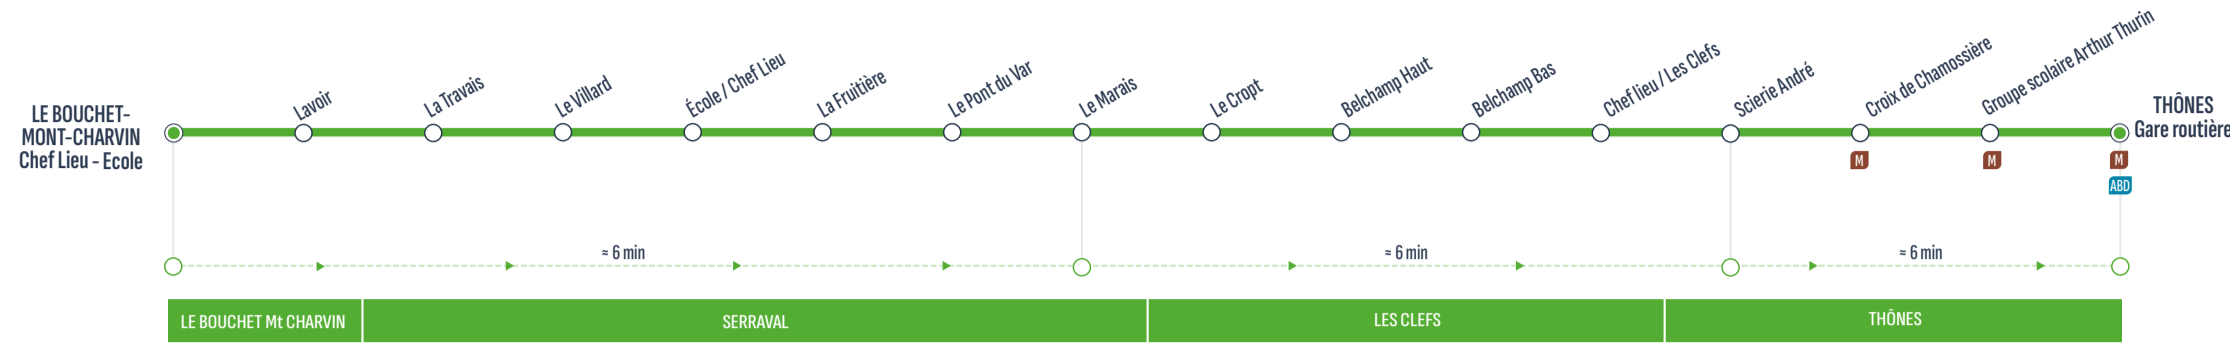 LE BOUCHET-
MONT-CHARVIN
Chef Lieu - Ecole
Lavoir
La Travais
Le Villard
École / Chef Lieu
La Fruitière
Le Pont du Var
Le Marais
Le Cropt
Belchamp Haut
Belchamp Bas
Chef lieu / Les Clefs
Scierie André
Croix de Chamossière
Groupe scolaire Arthur Thurin
THÔNES
Gare routière
M
M
M
ABD
≈ 6 min
≈ 6 min
≈ 6 min
LE BOUCHET Mt CHARVIN
SERRAVAL
LES CLEFS
THÔNES